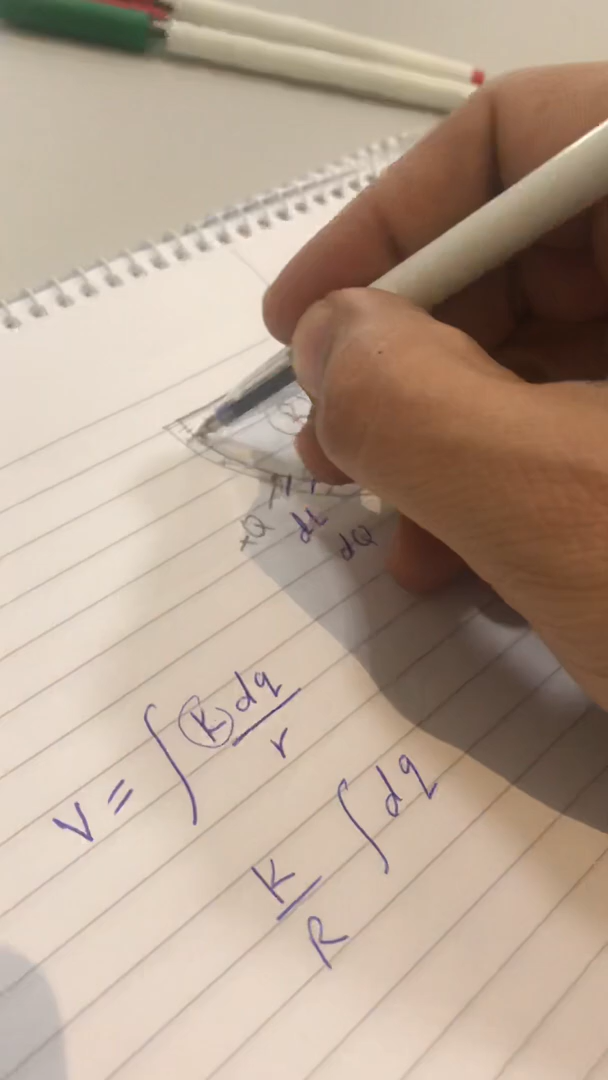 R
+Q dL dQ
V = ∫ k dq / r
K / R ∫ dq